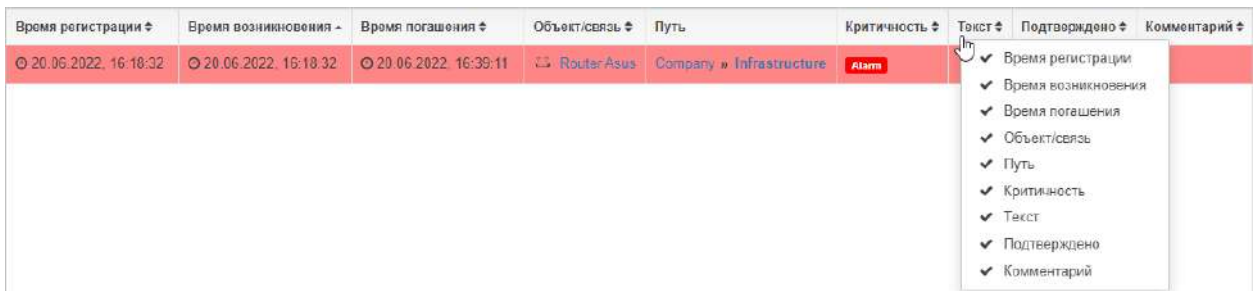 Время регистрации Время возникновения Время погашения Объект/связь Путь Критичность Текст Подтверждено Комментарий
20.06.2022, 16:18:32 20.06.2022, 16:18:32 20.06.2022, 16:39:11 Router Asus Company » Infrastructure Alarm
Время регистрации
Время возникновения
Время погашения
Объект/связь
Путь
Критичность
Текст
Подтверждено
Комментарий